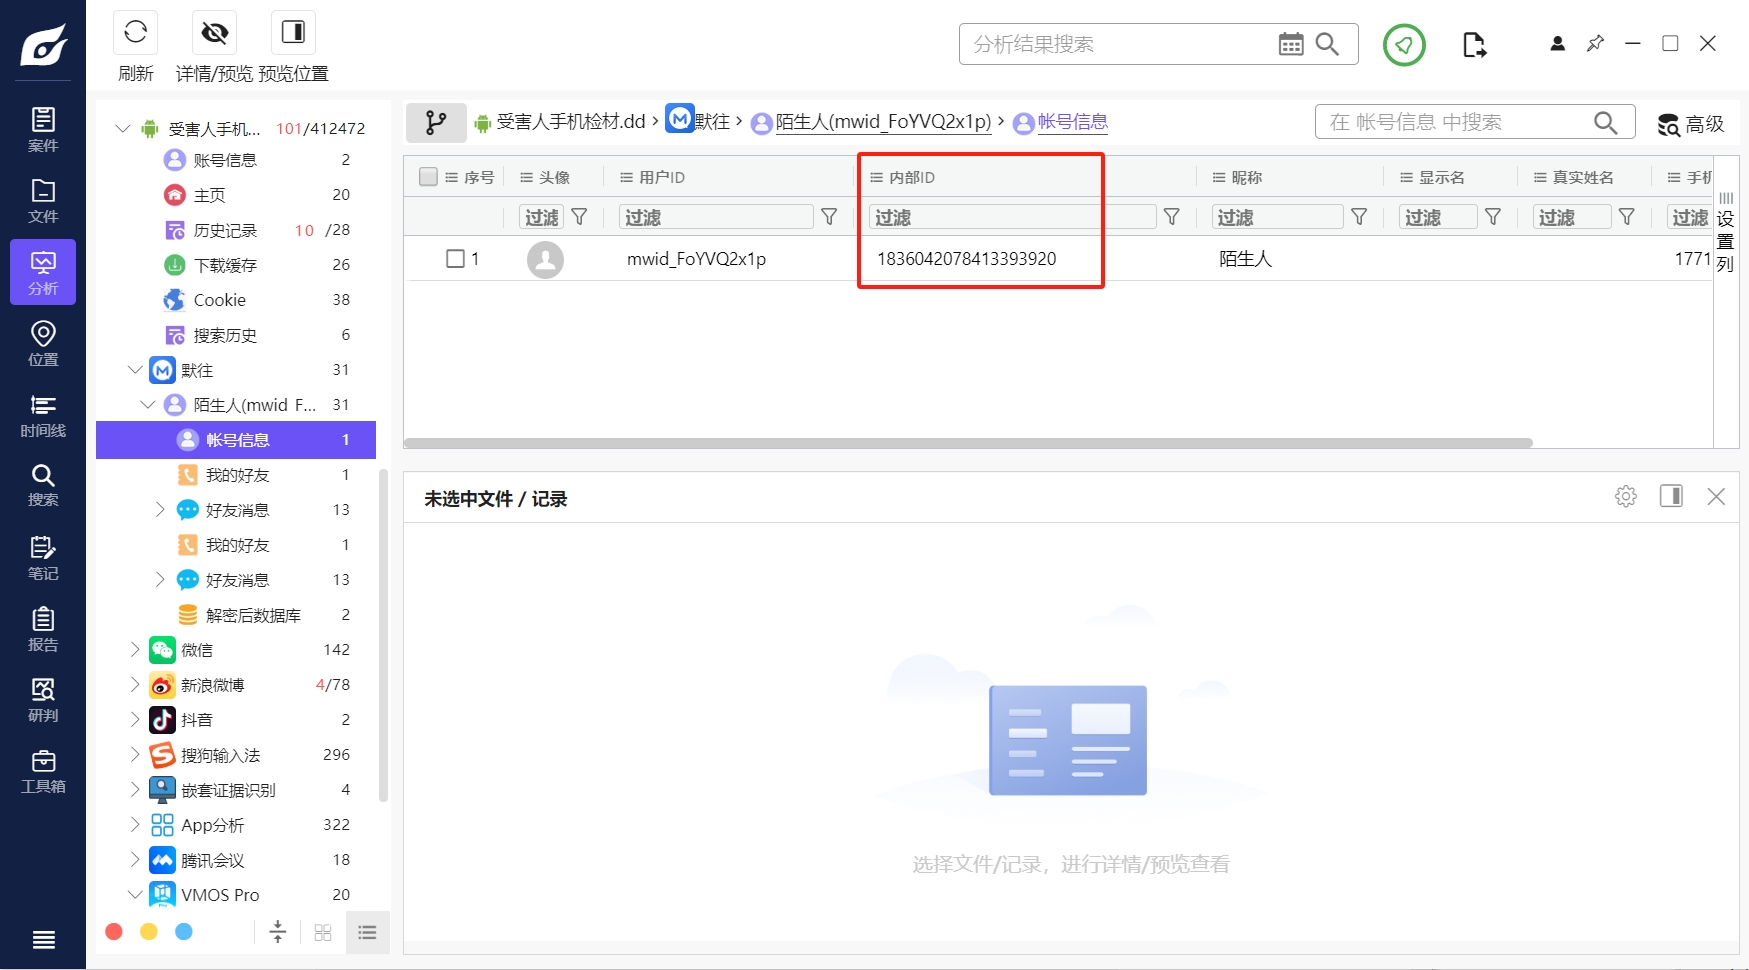 刷新
详情/预览
预览位置
分析结果搜索
案件
文件
分析
位置
时间线
搜索
笔记
报告
研判
工具箱
受害人手机... 101/412472
账号信息 2
主页 20
历史记录 10 /28
下载缓存 26
Cookie 38
搜索历史 6
默往 31
陌生人(mwid_F... 31
帐号信息 1
我的好友 1
好友消息 13
我的好友 1
好友消息 13
解密后数据库 2
微信 142
新浪微博 4/78
抖音 2
搜狗输入法 296
嵌套证据识别 4
App分析 322
腾讯会议 18
VMOS Pro 20
受害人手机检材.dd › 默往 › 陌生人(mwid_FoYVQ2x1p) › 帐号信息
在 帐号信息 中搜索
高级
序号 头像 用户ID 内部ID 昵称 显示名 真实姓名 手机
过滤 过滤 过滤 过滤 过滤 过滤 过滤
1 mwid_FoYVQ2x1p 1836042078413393920 陌生人 1771
设置列
未选中文件 / 记录
选择文件/记录，进行详情/预览查看